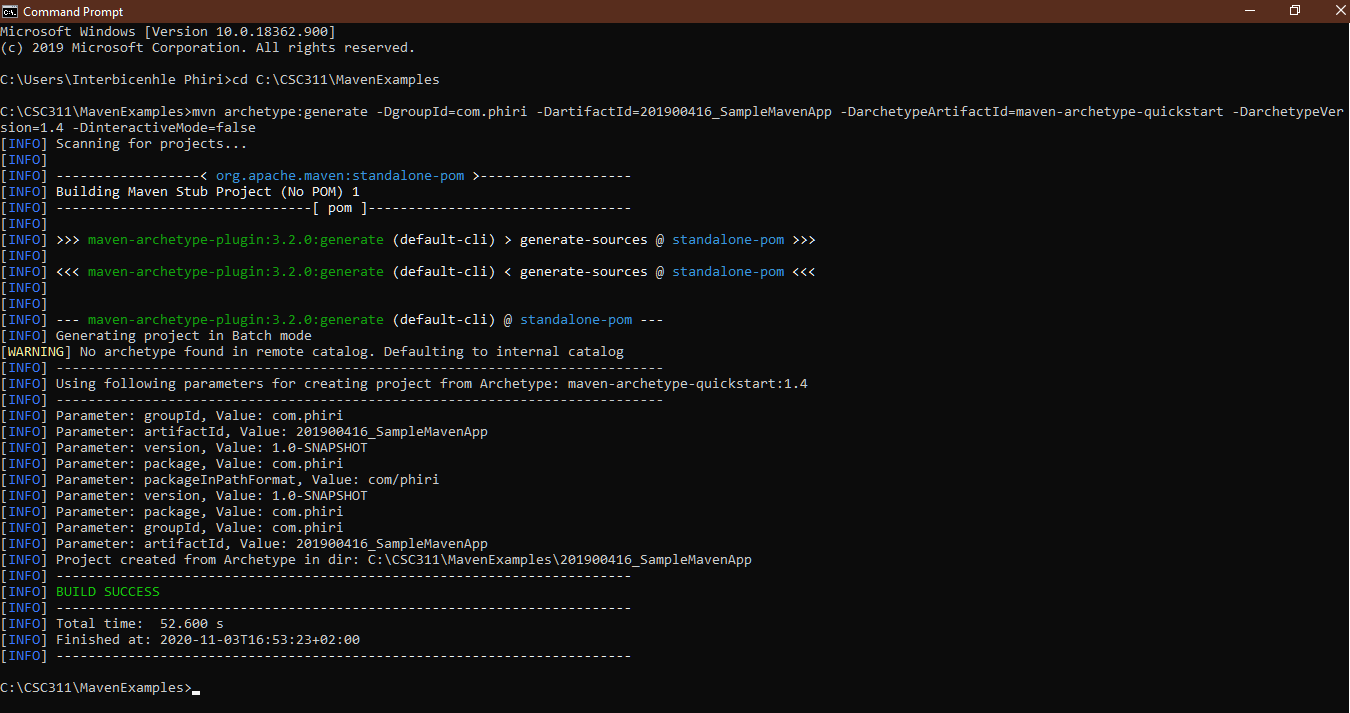 Command Prompt
Microsoft Windows [Version 10.0.18362.900]
(c) 2019 Microsoft Corporation. All rights reserved.
C:\Users\Interbicenhle Phiri>cd C:\CSC311\MavenExamples
C:\CSC311\MavenExamples>mvn archetype:generate -DgroupId=com.phiri -DartifactId=201900416_SampleMavenApp -DarchetypeArtifactId=maven-archetype-quickstart -DarchetypeVer
sion=1.4 -DinteractiveMode=false
[INFO] Scanning for projects...
[INFO]
[INFO] ------------------< org.apache.maven:standalone-pom >-------------------
[INFO] Building Maven Stub Project (No POM) 1
[INFO] --------------------------------[ pom ]---------------------------------
[INFO]
[INFO] >>> maven-archetype-plugin:3.2.0:generate (default-cli) > generate-sources @ standalone-pom >>>
[INFO]
[INFO] <<< maven-archetype-plugin:3.2.0:generate (default-cli) < generate-sources @ standalone-pom <<<
[INFO]
[INFO]
[INFO] --- maven-archetype-plugin:3.2.0:generate (default-cli) @ standalone-pom ---
[INFO] Generating project in Batch mode
[WARNING] No archetype found in remote catalog. Defaulting to internal catalog
[INFO] ----------------------------------------------------------------------------
[INFO] Using following parameters for creating project from Archetype: maven-archetype-quickstart:1.4
[INFO] ----------------------------------------------------------------------------
[INFO] Parameter: groupId, Value: com.phiri
[INFO] Parameter: artifactId, Value: 201900416_SampleMavenApp
[INFO] Parameter: version, Value: 1.0-SNAPSHOT
[INFO] Parameter: package, Value: com.phiri
[INFO] Parameter: packageInPathFormat, Value: com/phiri
[INFO] Parameter: version, Value: 1.0-SNAPSHOT
[INFO] Parameter: package, Value: com.phiri
[INFO] Parameter: groupId, Value: com.phiri
[INFO] Parameter: artifactId, Value: 201900416_SampleMavenApp
[INFO] Project created from Archetype in dir: C:\CSC311\MavenExamples\201900416_SampleMavenApp
[INFO] ------------------------------------------------------------------------
[INFO] BUILD SUCCESS
[INFO] ------------------------------------------------------------------------
[INFO] Total time:  52.600 s
[INFO] Finished at: 2020-11-03T16:53:23+02:00
[INFO] ------------------------------------------------------------------------
C:\CSC311\MavenExamples>